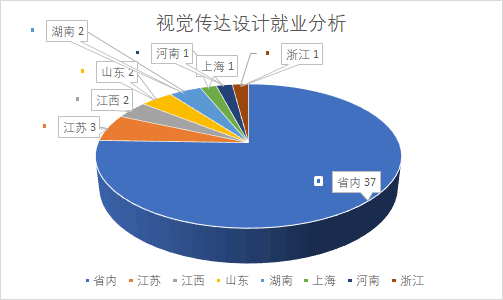 视觉传达设计就业分析
湖南 2
河南 1
浙江 1
上海 1
山东 2
江西 2
江苏 3
省内 37
省内 江苏 江西 山东 湖南 上海 河南 浙江